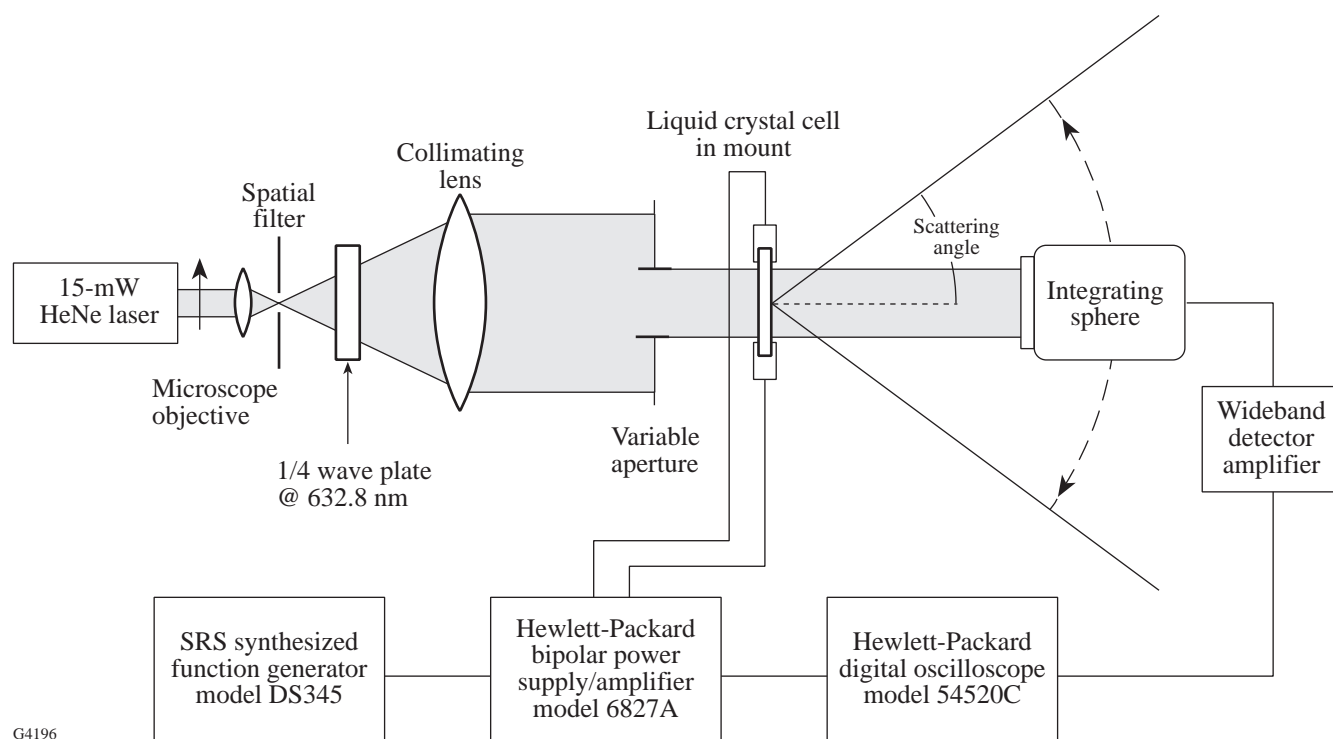 Liquid crystal cell
in mount
Collimating
lens
Spatial
filter
Scattering
angle
15-mW
HeNe laser
Integrating
sphere
Microscope
objective
Variable
aperture
Wideband
detector
amplifier
1/4 wave plate
@ 632.8 nm
SRS synthesized
function generator
model DS345
Hewlett-Packard
bipolar power
supply/amplifier
model 6827A
Hewlett-Packard
digital oscilloscope
model 54520C
G4196